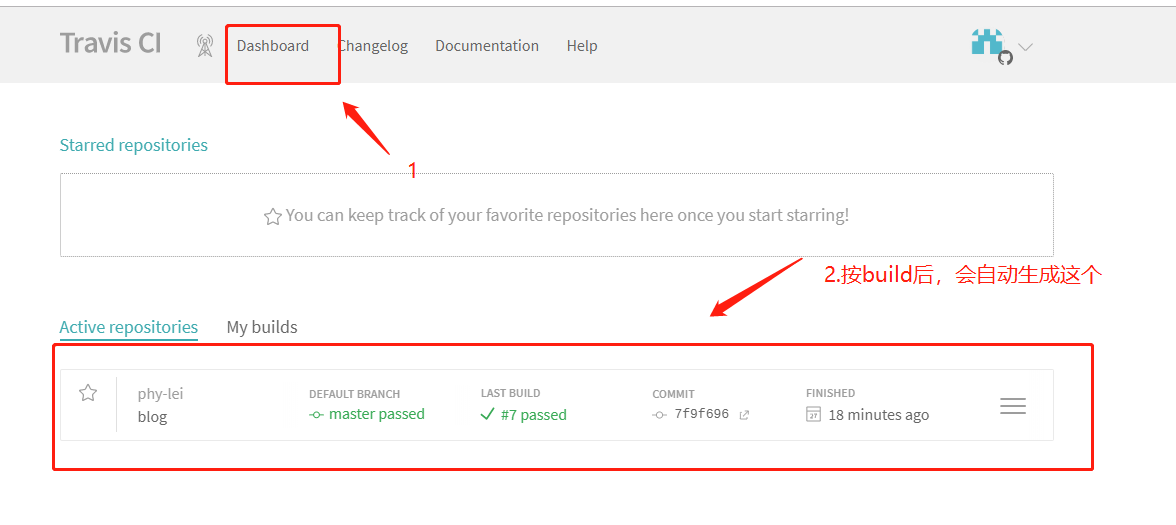 Travis CI
Dashboard
Changelog
Documentation
Help
1
Starred repositories
You can keep track of your favorite repositories here once you start starring!
2.按build后，会自动生成这个
Active repositories
My builds
phy-lei
blog
DEFAULT BRANCH
master passed
LAST BUILD
#7 passed
COMMIT
7f9f696
FINISHED
27
18 minutes ago